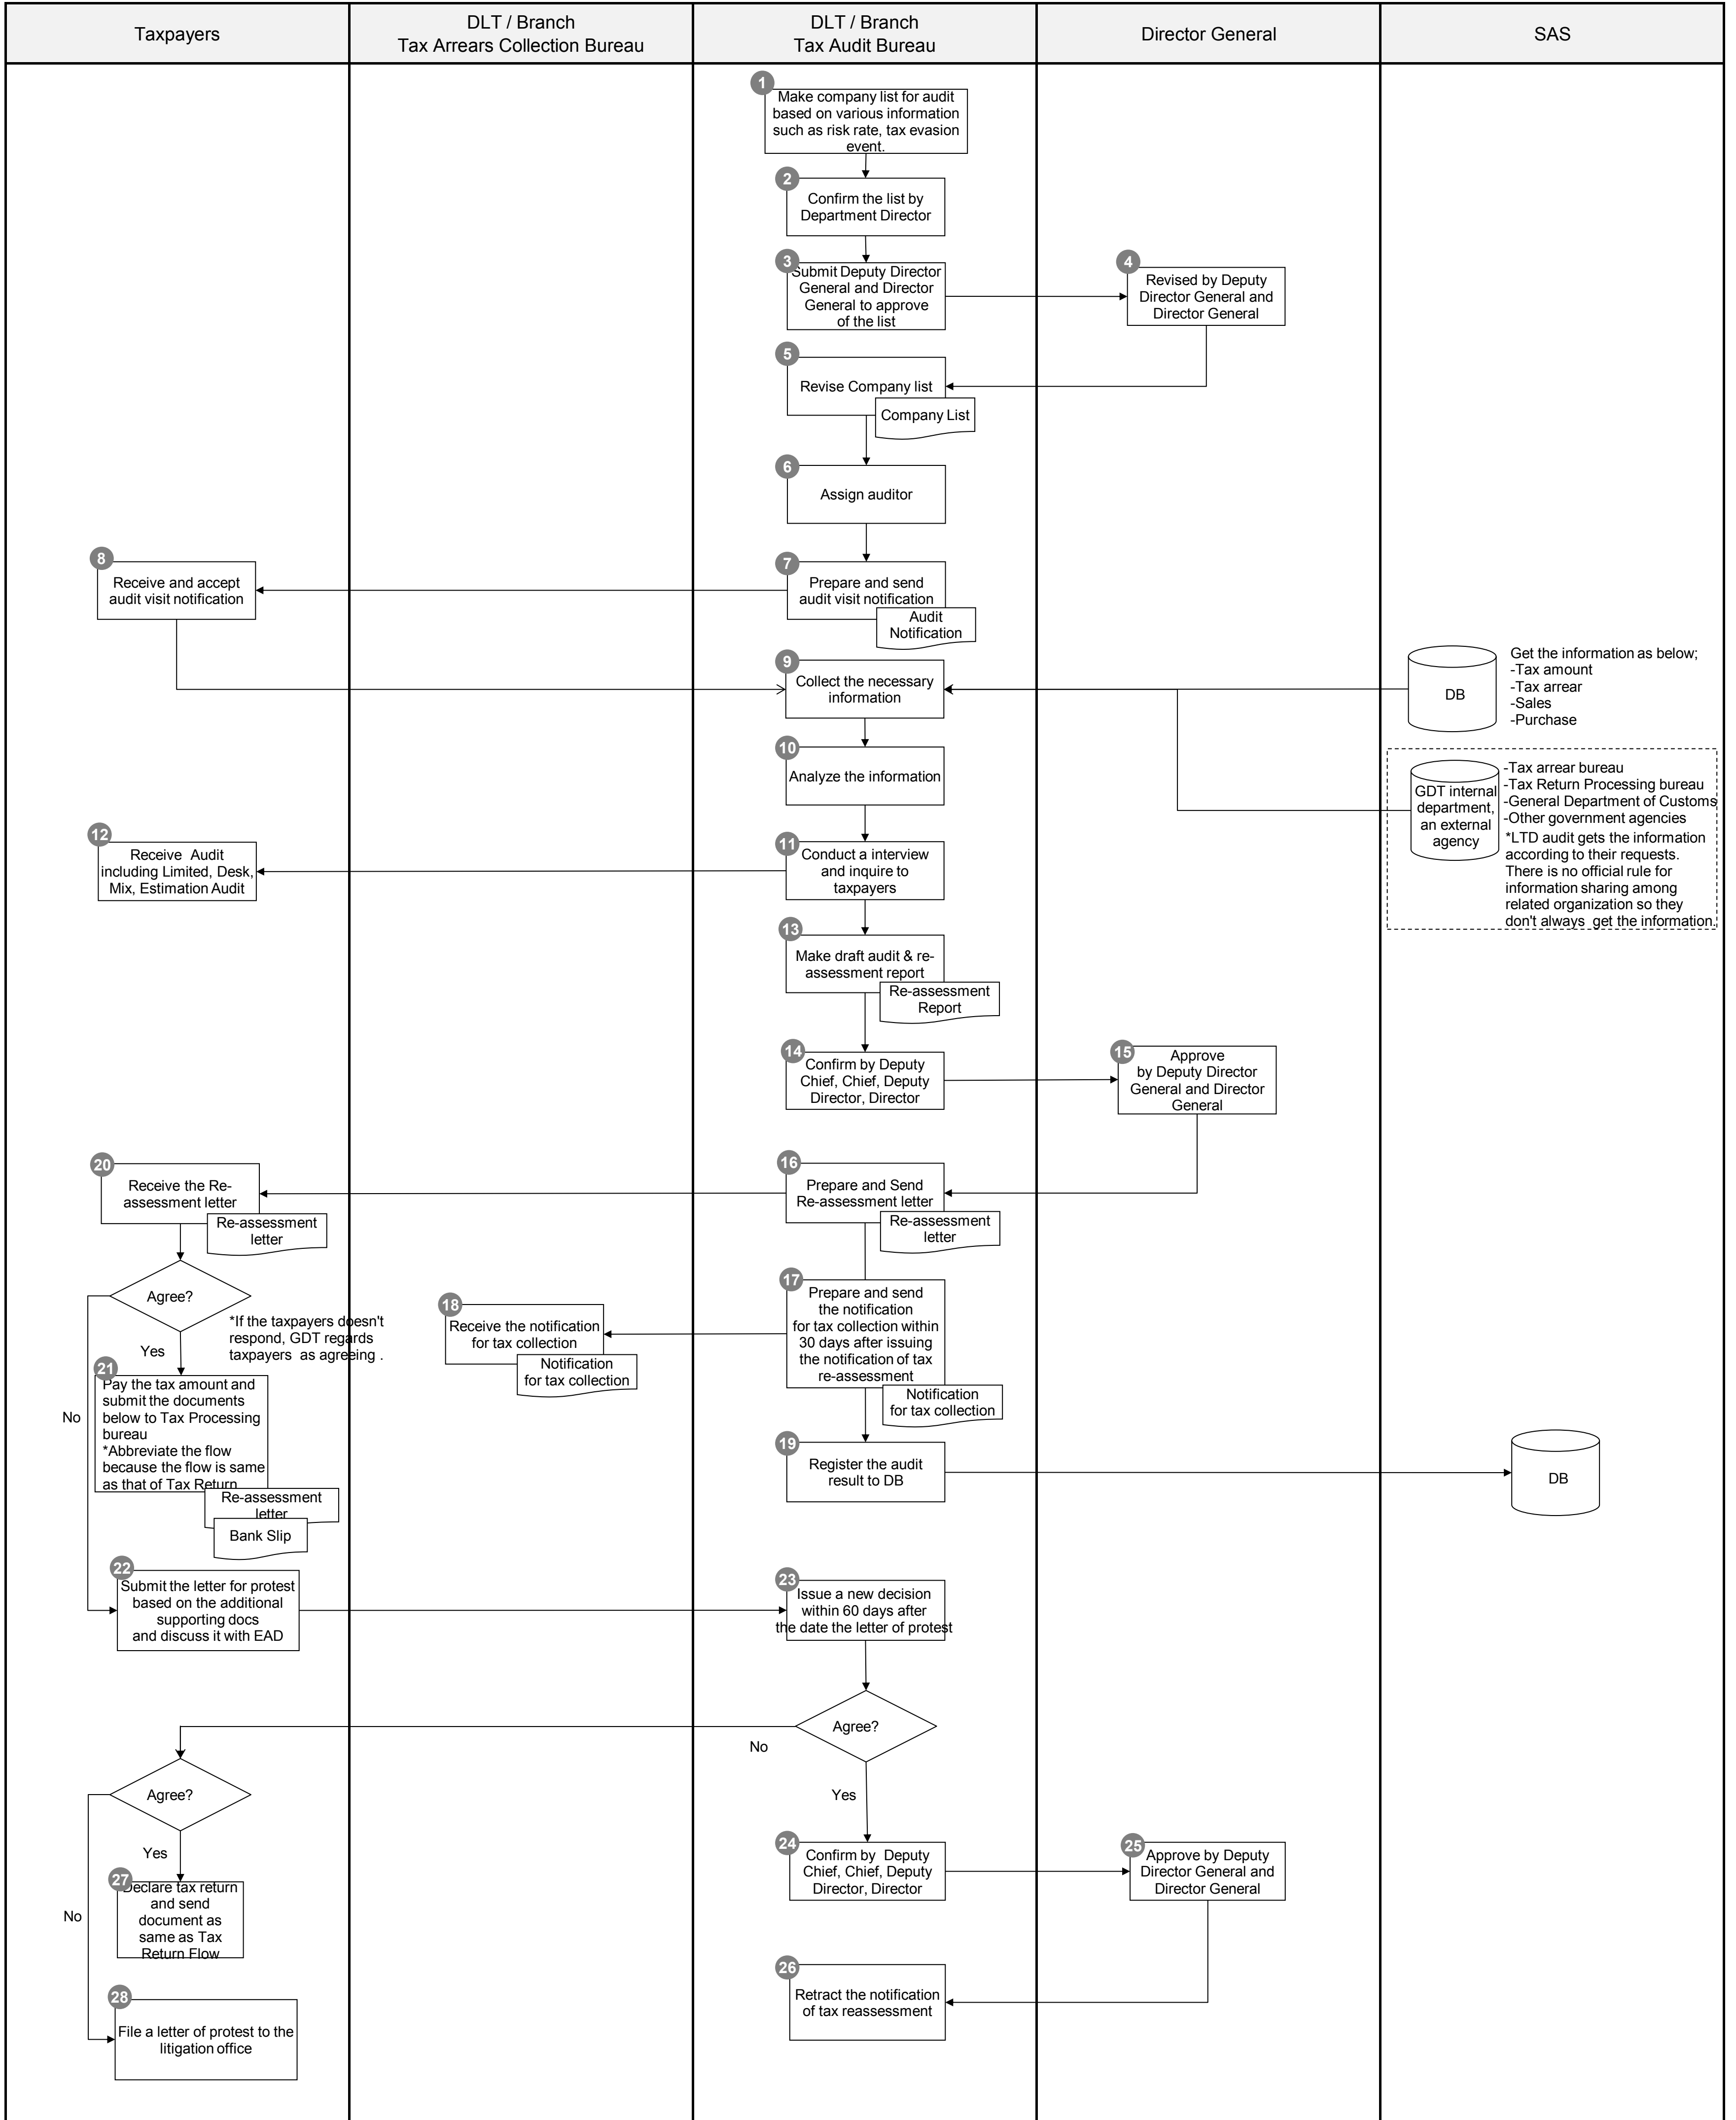 Taxpayers
DLT / Branch
Tax Arrears Collection Bureau
DLT / Branch
Tax Audit Bureau
Director General
SAS
1
Make company list for audit
based on various information
such as risk rate, tax evasion
event.
2
Confirm the list by
Department Director
3
Submit Deputy Director
General and Director
General to approve
of the list
4
Revised by Deputy
Director General and
Director General
5
Revise Company list
Company List
6
Assign auditor
7
Prepare and send
audit visit notification
Audit
Notification
8
Receive and accept
audit visit notification
9
Collect the necessary
information
DB
Get the information as below;
-Tax amount
-Tax arrear
-Sales
-Purchase
10
Analyze the information
GDT internal
department,
an external
agency
-Tax arrear bureau
-Tax Return Processing bureau
-General Department of Customs
-Other government agencies
*LTD audit gets the information
according to their requests.
There is no official rule for
information sharing among
related organization so they
don't always get the information.
11
Conduct a interview
and inquire to
taxpayers
12
Receive Audit
including Limited, Desk,
Mix, Estimation Audit
13
Make draft audit & re-
assessment report
Re-assessment
Report
14
Confirm by Deputy
Chief, Chief, Deputy
Director, Director
15
Approve
by Deputy Director
General and Director
General
16
Prepare and Send
Re-assessment letter
Re-assessment
letter
20
Receive the Re-
assessment letter
Re-assessment
letter
Agree?
*If the taxpayers doesn't
respond, GDT regards
taxpayers as agreeing .
Yes
No
17
Prepare and send
the notification
for tax collection within
30 days after issuing
the notification of tax
re-assessment
Notification
for tax collection
18
Receive the notification
for tax collection
Notification
for tax collection
19
Register the audit
result to DB
DB
21
Pay the tax amount and
submit the documents
below to Tax Processing
bureau
*Abbreviate the flow
because the flow is same
as that of Tax Return
Re-assessment
letter
Bank Slip
22
Submit the letter for protest
based on the additional
supporting docs
and discuss it with EAD
23
Issue a new decision
within 60 days after
the date the letter of protest
Agree?
No
Yes
Agree?
Yes
No
24
Confirm by Deputy
Chief, Chief, Deputy
Director, Director
25
Approve by Deputy
Director General and
Director General
26
Retract the notification
of tax reassessment
27
Declare tax return
and send
document as
same as Tax
Return Flow
28
File a letter of protest to the
litigation office